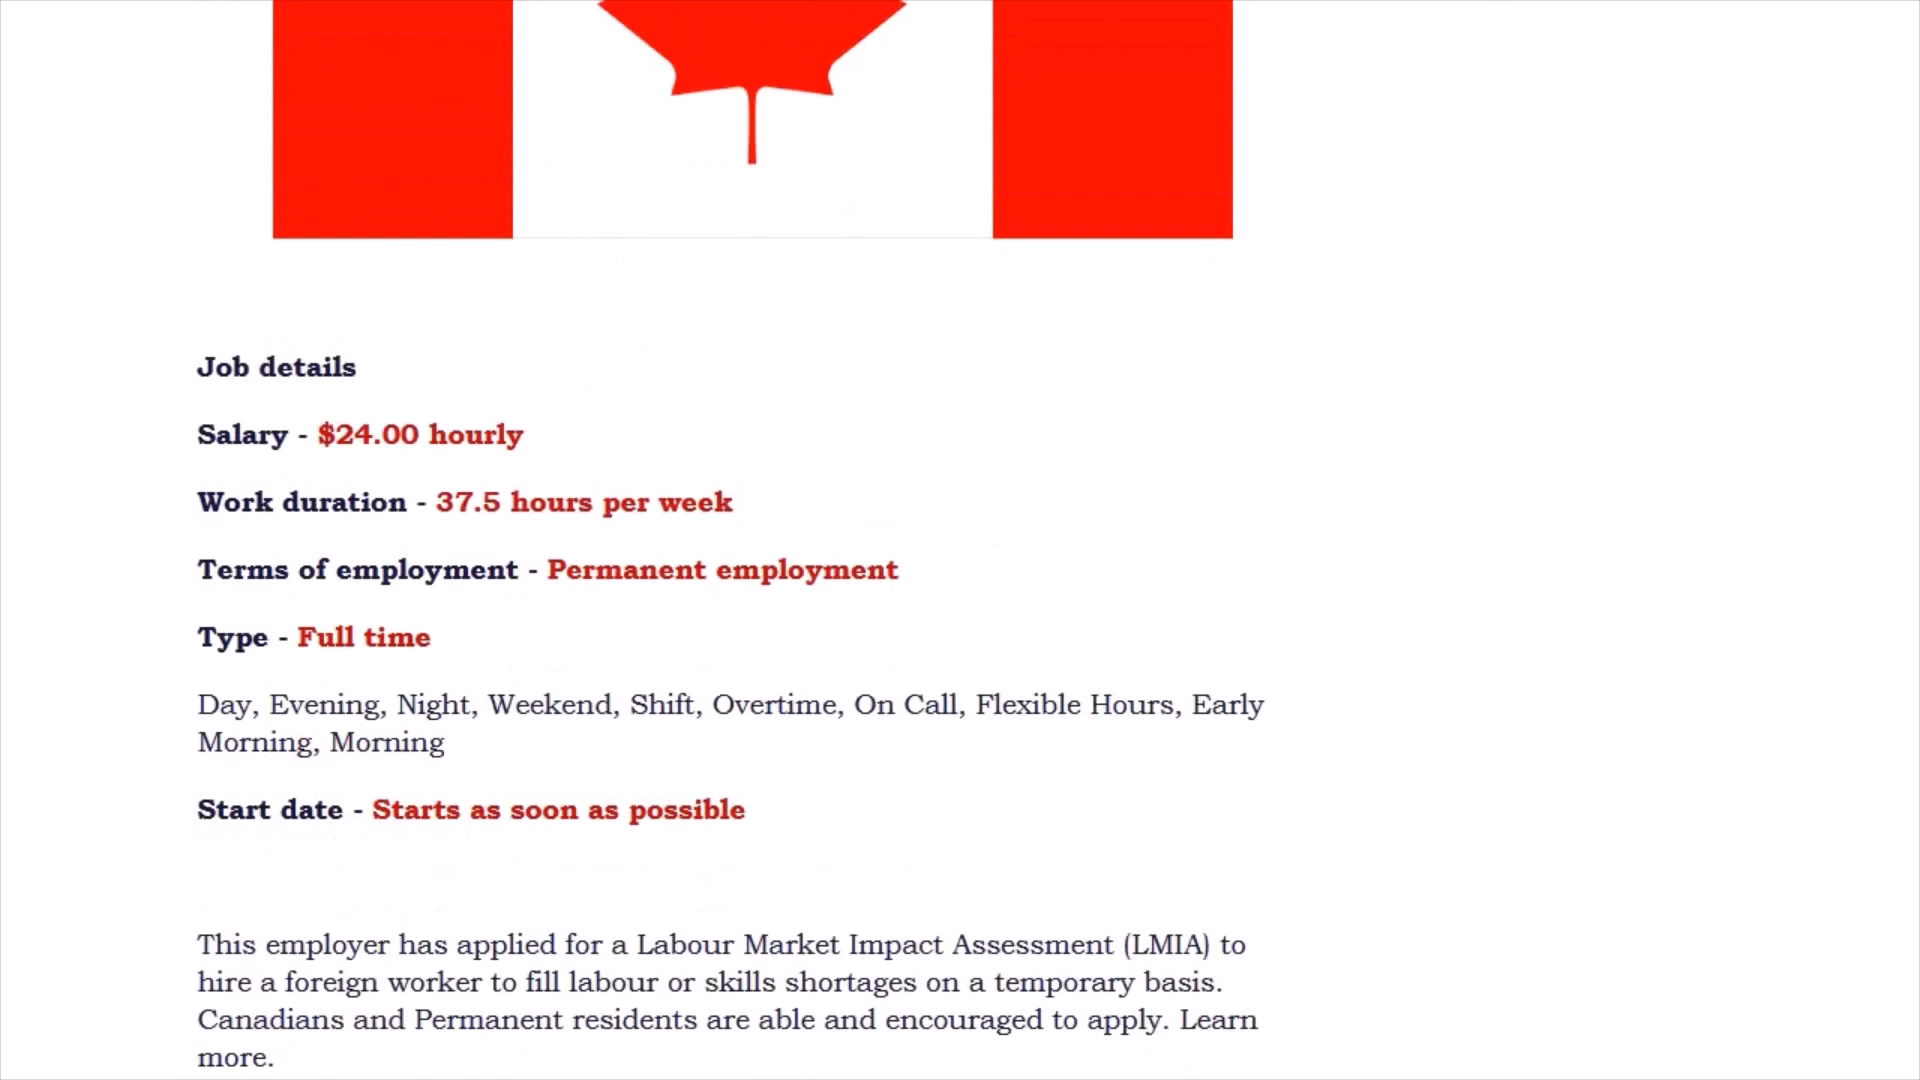 Job details
Salary - $24.00 hourly
Work duration - 37.5 hours per week
Terms of employment - Permanent employment
Type - Full time
Day, Evening, Night, Weekend, Shift, Overtime, On Call, Flexible Hours, Early
Morning, Morning
Start date - Starts as soon as possible
This employer has applied for a Labour Market Impact Assessment (LMIA) to
hire a foreign worker to fill labour or skills shortages on a temporary basis.
Canadians and Permanent residents are able and encouraged to apply. Learn
more.